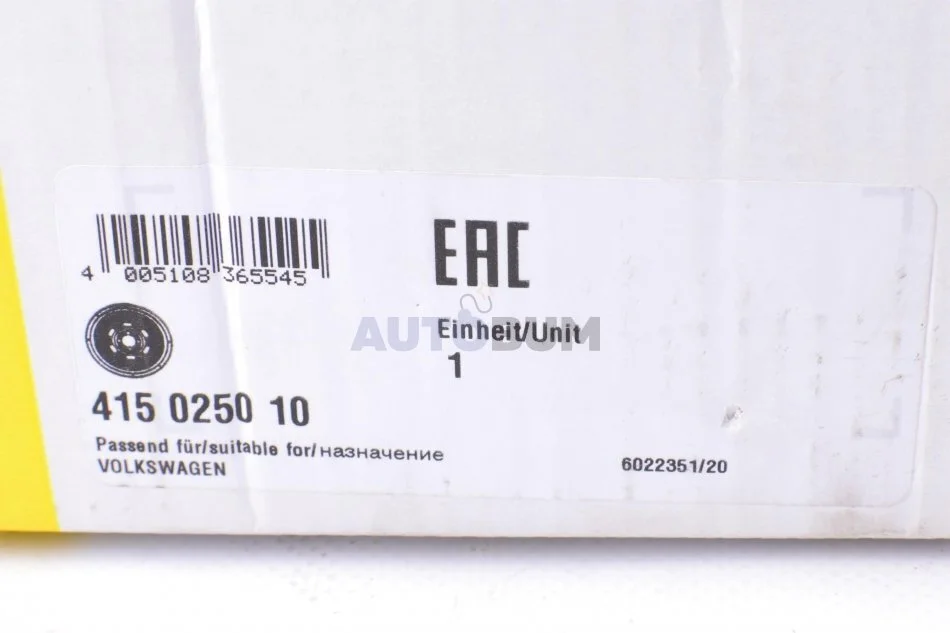 EAC
4 005108 365545
AUTOBUM
Einheit/Unit
1
415 0250 10
Passend für/suitable for/назначение
VOLKSWAGEN
6022351/20